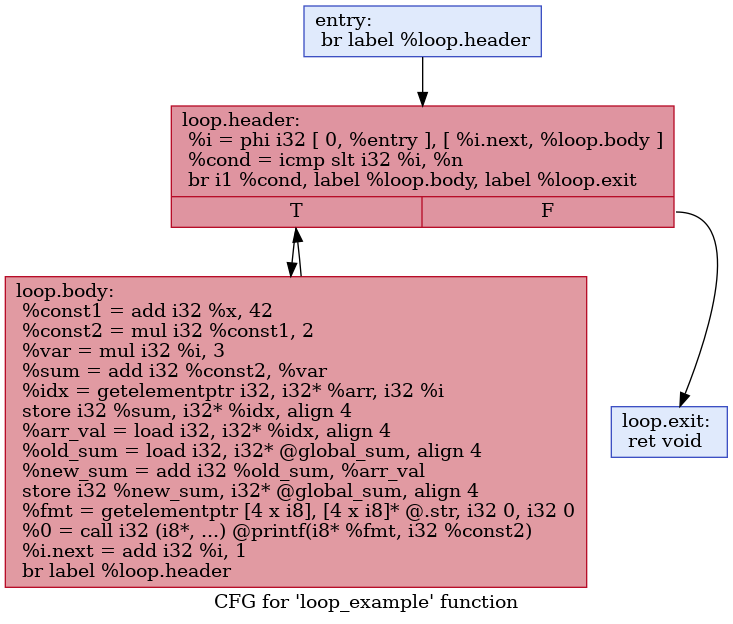 entry:
br label %loop.header
loop.header:
%i = phi i32 [ 0, %entry ], [ %i.next, %loop.body ]
%cond = icmp slt i32 %i, %n
br i1 %cond, label %loop.body, label %loop.exit
T F
loop.body:
%const1 = add i32 %x, 42
%const2 = mul i32 %const1, 2
%var = mul i32 %i, 3
%sum = add i32 %const2, %var
%idx = getelementptr i32, i32* %arr, i32 %i
store i32 %sum, i32* %idx, align 4
%arr_val = load i32, i32* %idx, align 4
%old_sum = load i32, i32* @global_sum, align 4
%new_sum = add i32 %old_sum, %arr_val
store i32 %new_sum, i32* @global_sum, align 4
%fmt = getelementptr [4 x i8], [4 x i8]* @.str, i32 0, i32 0
%0 = call i32 (i8*, ...) @printf(i8* %fmt, i32 %const2)
%i.next = add i32 %i, 1
br label %loop.header
loop.exit:
ret void
CFG for 'loop_example' function